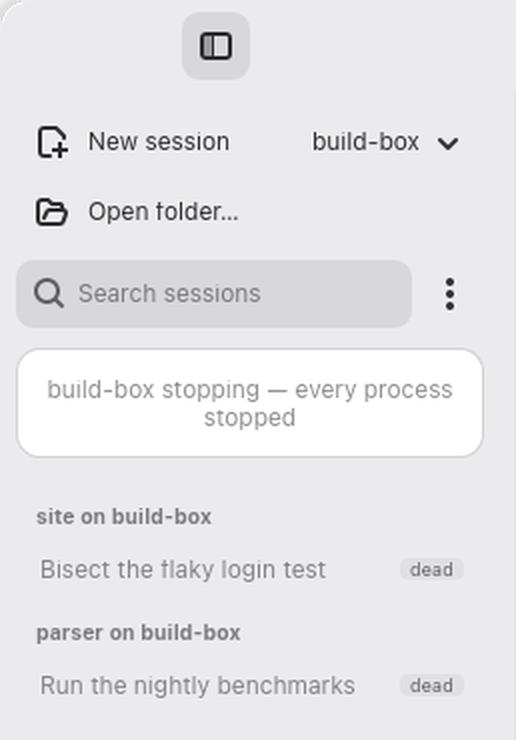 New session
build-box
Open folder...
Search sessions
build-box stopping — every process
stopped
site on build-box
Bisect the flaky login test
dead
parser on build-box
Run the nightly benchmarks
dead